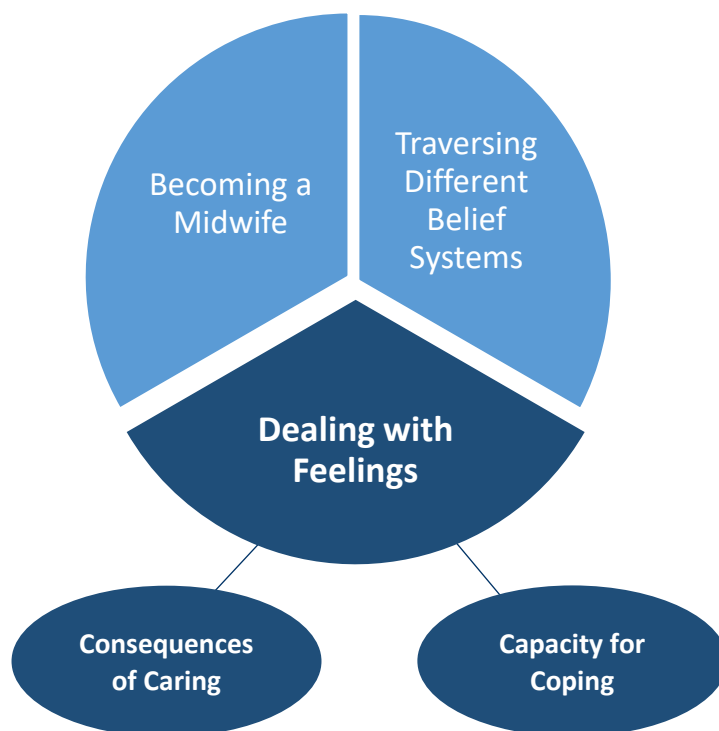 Becoming a
Midwife
Traversing
Different
Belief
Systems
Dealing with
Feelings
Consequences
of Caring
Capacity for
Coping